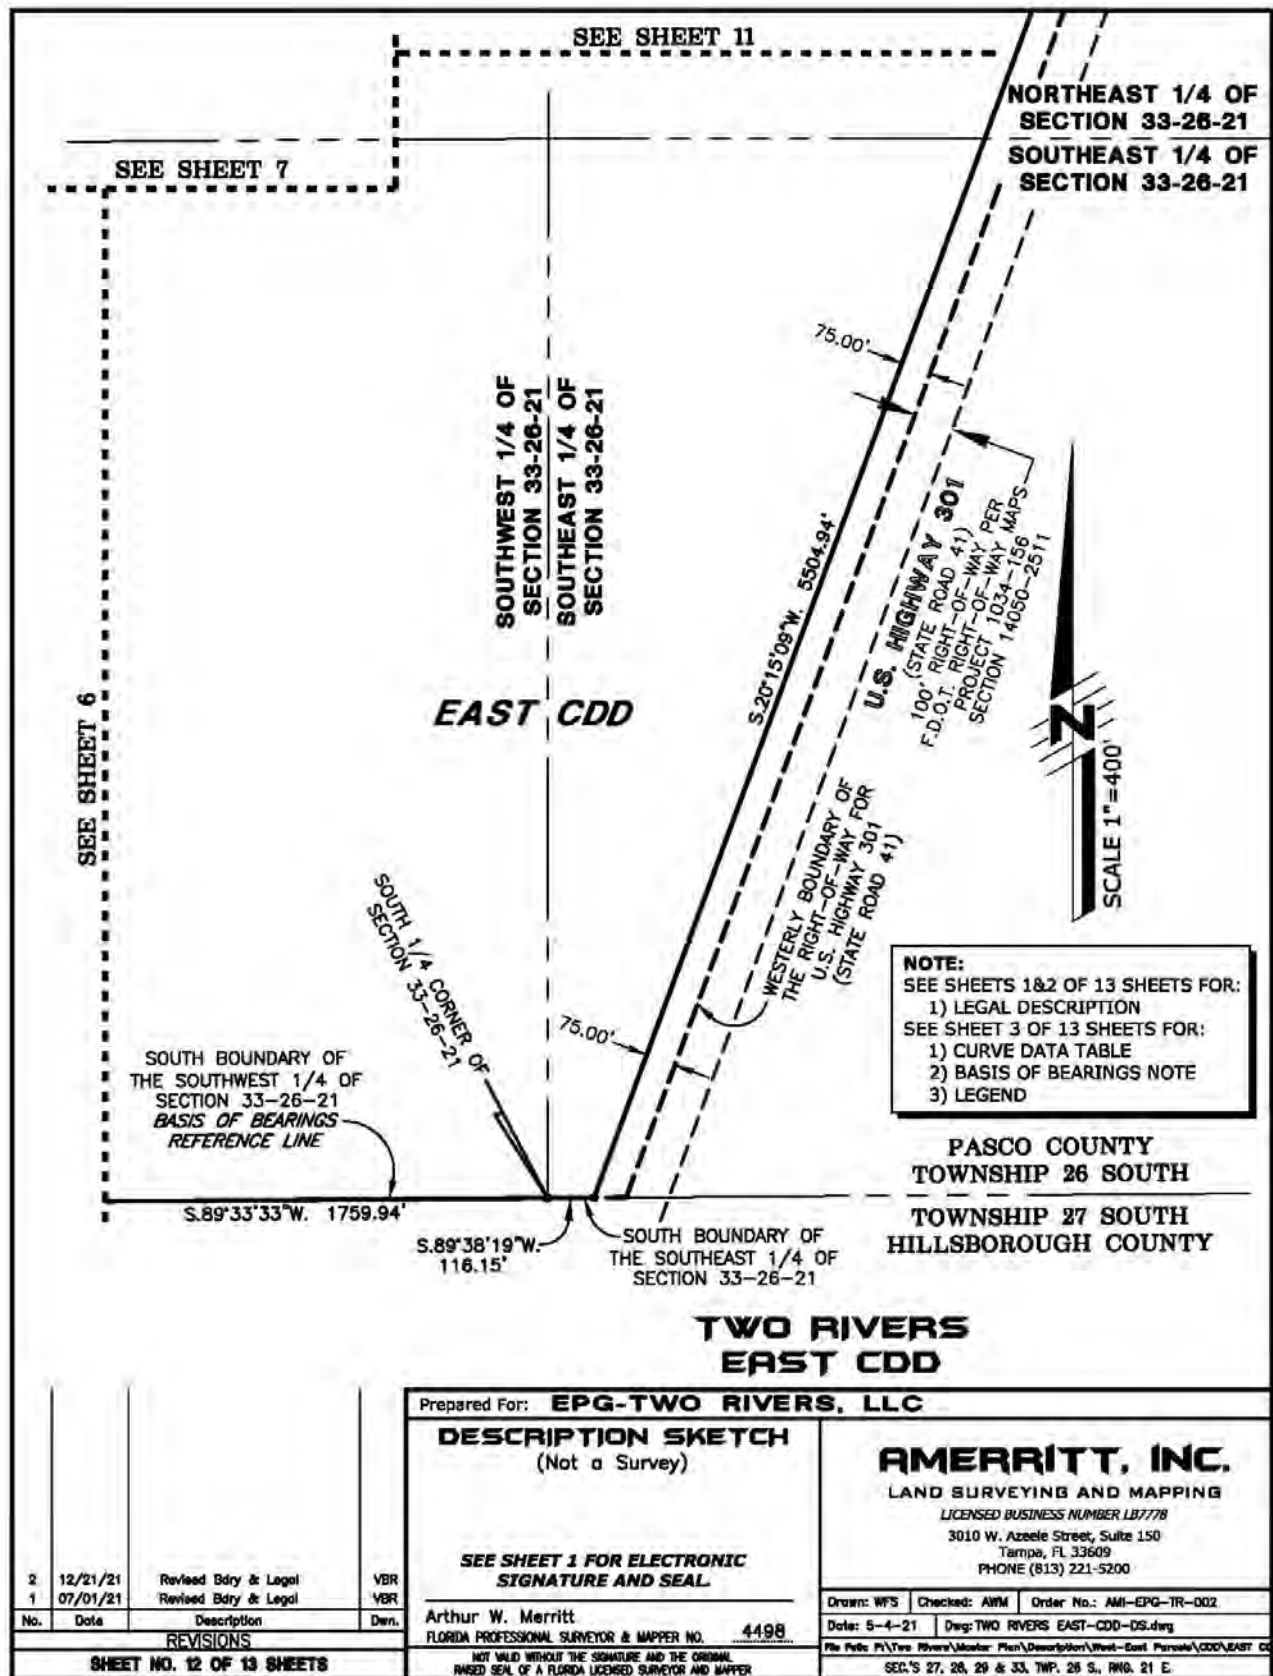 SEE SHEET 11
NORTHEAST 1/4 OF
SECTION 33-26-21
SOUTHEAST 1/4 OF
SECTION 33-26-21
SEE SHEET 7
75.00'
SOUTHWEST 1/4 OF
SECTION 33-26-21
SOUTHEAST 1/4 OF
SECTION 33-26-21
S.20°15'09"W. 5504.94'
U.S. HIGHWAY 301
(STATE ROAD 41)
100' RIGHT-OF-WAY PER
F.D.O.T. RIGHT-OF-WAY MAPS
PROJECT 1034-156
SECTION 14050-2511
EAST CDD
N
SCALE 1"=400'
SEE SHEET 6
WESTERLY BOUNDARY OF
THE RIGHT-OF-WAY FOR
U.S. HIGHWAY 301
(STATE ROAD 41)
SOUTH 1/4 CORNER OF
SECTION 33-26-21
75.00'
NOTE:
SEE SHEETS 1&2 OF 13 SHEETS FOR:
1) LEGAL DESCRIPTION
SEE SHEET 3 OF 13 SHEETS FOR:
1) CURVE DATA TABLE
2) BASIS OF BEARINGS NOTE
3) LEGEND
SOUTH BOUNDARY OF
THE SOUTHWEST 1/4 OF
SECTION 33-26-21
BASIS OF BEARINGS
REFERENCE LINE
PASCO COUNTY
TOWNSHIP 26 SOUTH
TOWNSHIP 27 SOUTH
HILLSBOROUGH COUNTY
S.89°33'33"W. 1759.94'
S.89°38'19"W.
116.15'
SOUTH BOUNDARY OF
THE SOUTHEAST 1/4 OF
SECTION 33-26-21
TWO RIVERS
EAST CDD
Prepared For: EPG-TWO RIVERS, LLC
DESCRIPTION SKETCH
(Not a Survey)
SEE SHEET 1 FOR ELECTRONIC
SIGNATURE AND SEAL
Arthur W. Merritt
FLORIDA PROFESSIONAL SURVEYOR & MAPPER NO. 4498
NOT VALID WITHOUT THE SIGNATURE AND THE ORIGINAL
RAISED SEAL OF A FLORIDA LICENSED SURVEYOR AND MAPPER
AMERRITT, INC.
LAND SURVEYING AND MAPPING
LICENSED BUSINESS NUMBER LB7778
3010 W. Azeele Street, Suite 150
Tampa, FL 33609
PHONE (813) 221-5200
Drawn: WFS Checked: AWM Order No.: AMI-EPG-TR-002
Date: 5-4-21 Dwg: TWO RIVERS EAST-CDD-DS.dwg
File Path: P:\Two Rivers\Master Plan\Description\West-East Parcels\CDD\EAST
SEC.'S 27, 28, 29 & 33, TWP. 26 S., RNG. 21 E.
2 12/21/21 Revised Bdry & Legal VBR
1 07/01/21 Revised Bdry & Legal VBR
No. Date Description Dwn.
REVISIONS
SHEET NO. 12 OF 13 SHEETS